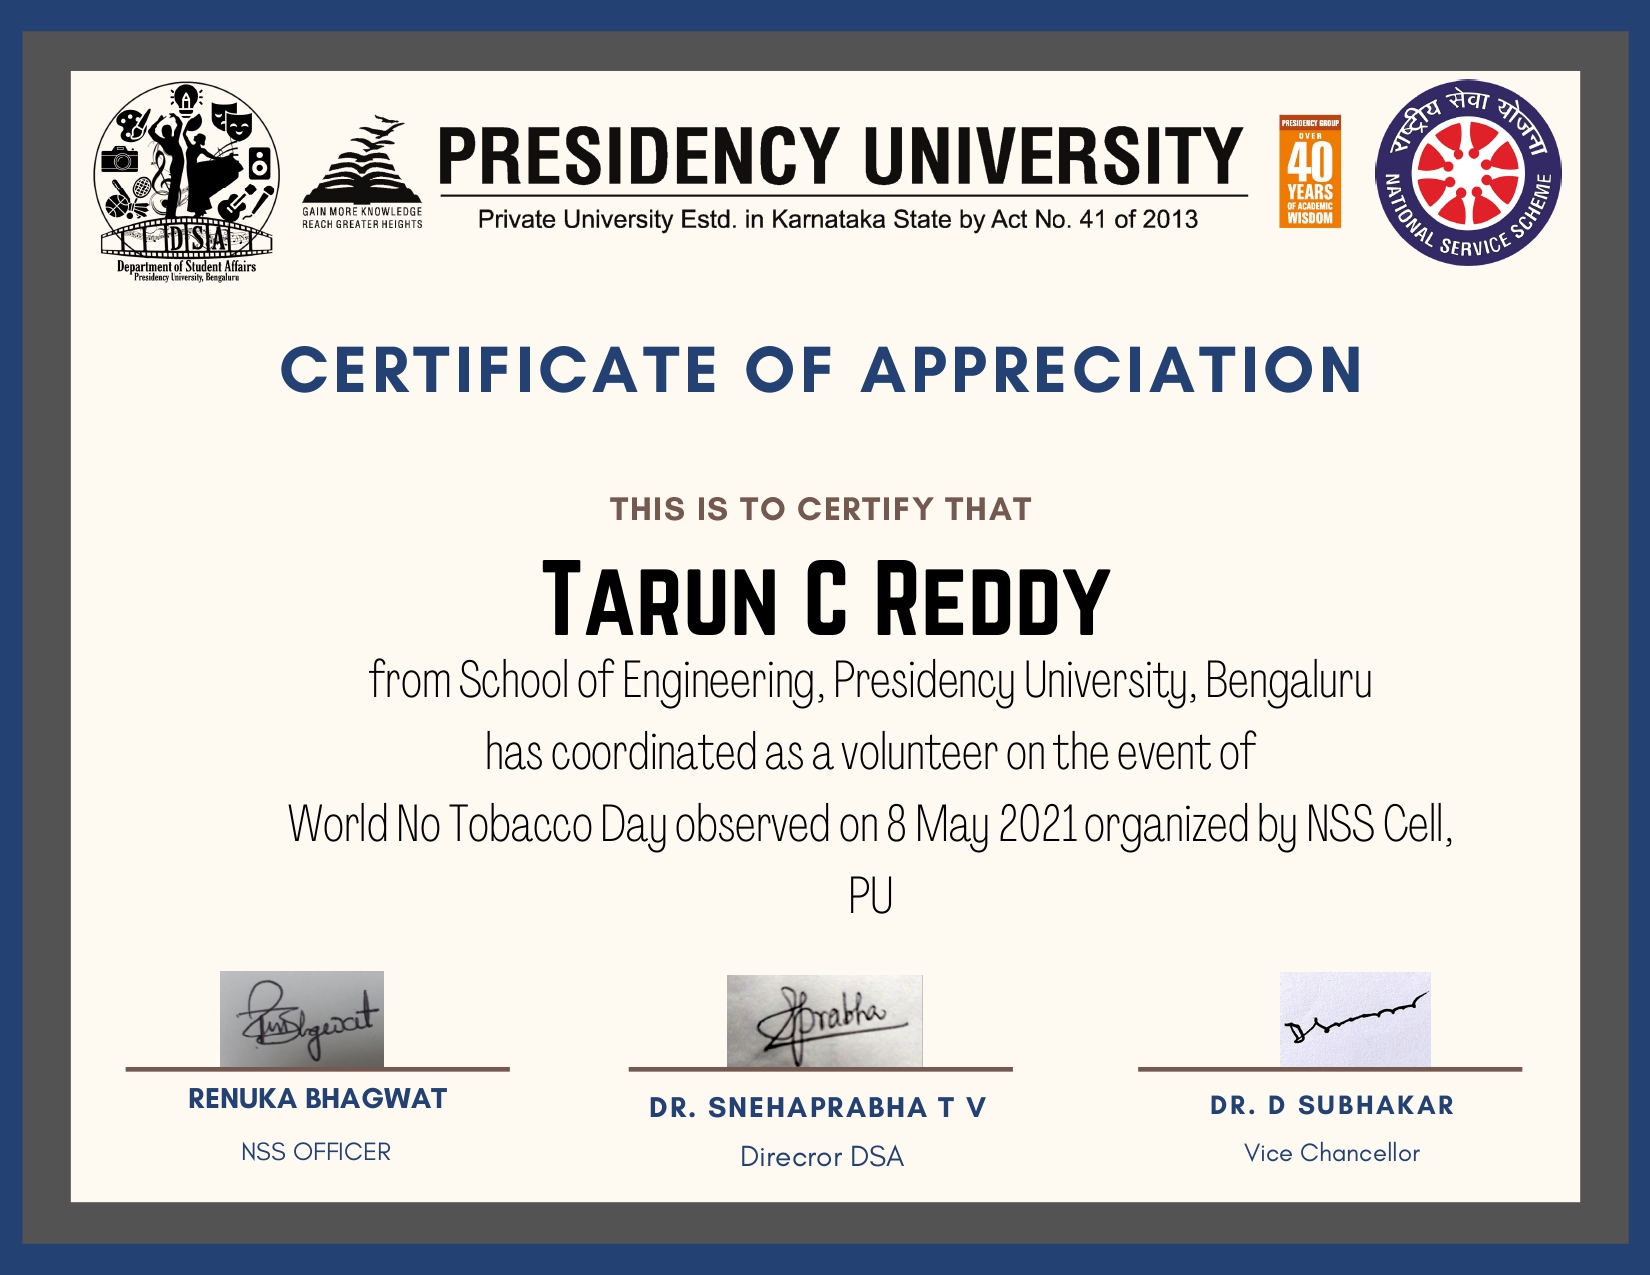 DSA
Department of Student Affairs
Presidency University, Bengaluru
GAIN MORE KNOWLEDGE
REACH GREATER HEIGHTS
PRESIDENCY UNIVERSITY
Private University Estd. in Karnataka State by Act No. 41 of 2013
PRESIDENCY GROUP
OVER
40
YEARS
OF ACADEMIC
WISDOM
राष्ट्रीय सेवा योजना
NATIONAL SERVICE SCHEME
CERTIFICATE OF APPRECIATION
THIS IS TO CERTIFY THAT
TARUN C REDDY
from School of Engineering, Presidency University, Bengaluru
has coordinated as a volunteer on the event of
World No Tobacco Day observed on 8 May 2021 organized by NSS Cell,
PU
RENUKA BHAGWAT
NSS OFFICER
DR. SNEHAPRABHA T V
Direcror DSA
DR. D SUBHAKAR
Vice Chancellor